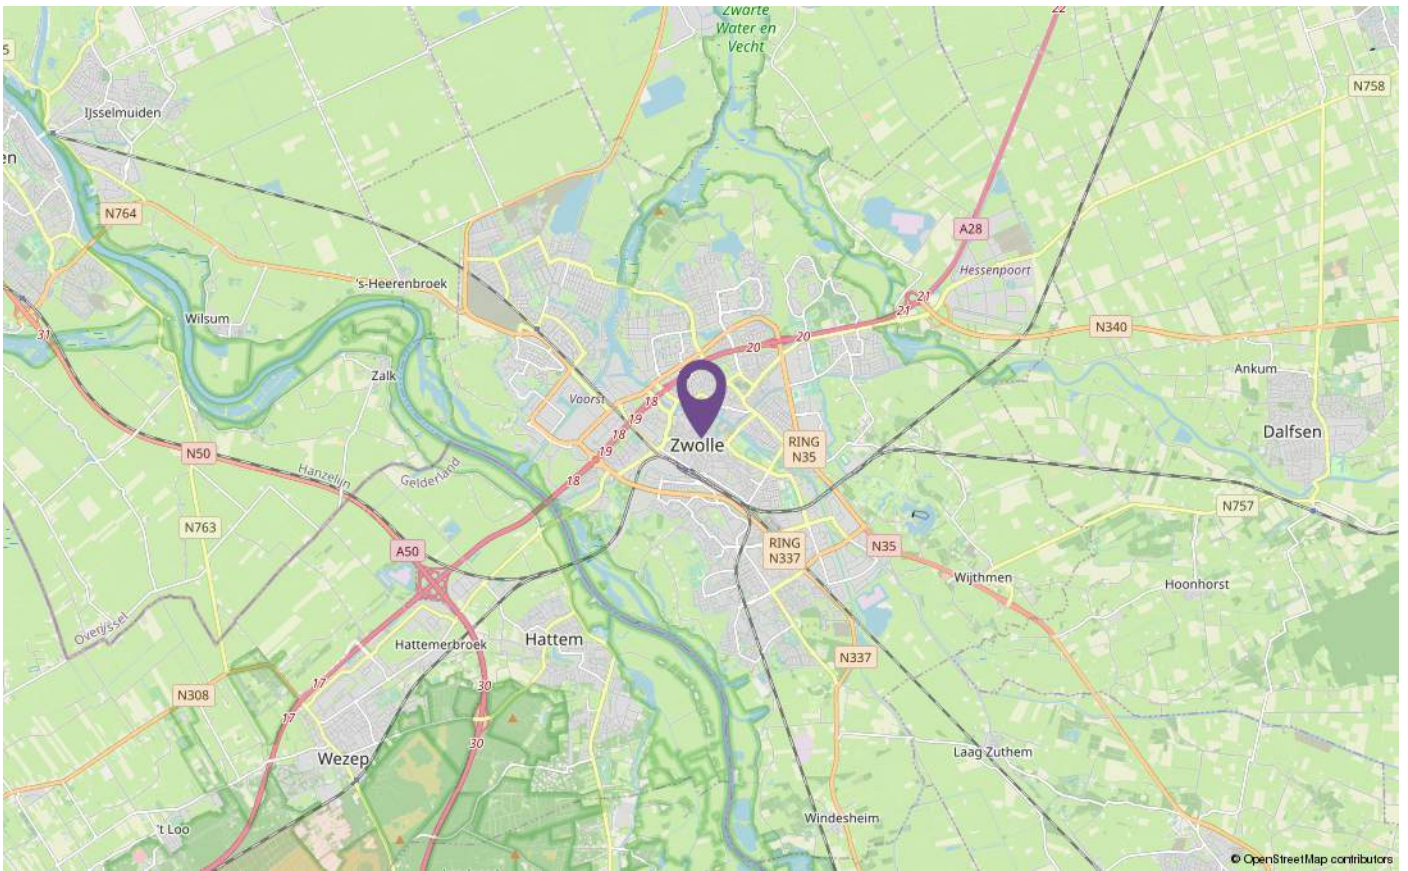 22
Zwarte
Water en
Vecht
5
N758
IJsselmuiden
en
N764
A28
Hessenpoort
's-Heerenbroek
21
21
Wilsum
31
N340
20
20
Ankum
Zalk
Voorst
18
19
18
Zwolle
RING
N35
Dalfsen
19
N50
Hanzelijn
Gelderland
18
N757
N763
RING
N337
N35
A50
Wijthmen
Hoonhorst
Overijssel
Hattemerbroek
Hattem
N337
17
30
N308
17
30
Laag Zuthem
Wezep
't Loo
Windesheim
© OpenStreetMap contributors